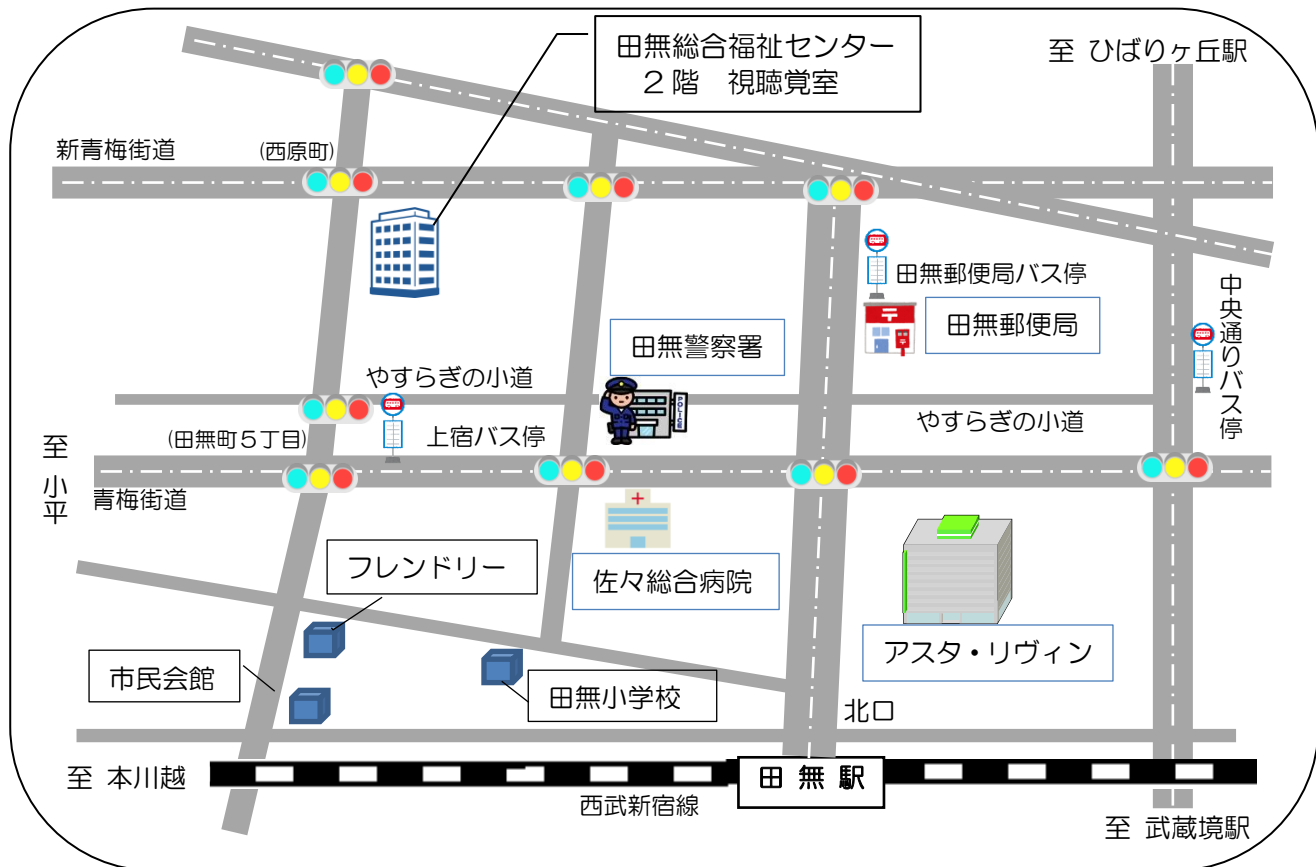 田無総合福祉センター
２階　視聴覚室
至 ひばりヶ丘駅
新青梅街道
(西原町)
田無郵便局バス停
田無郵便局
中央通りバス停
田無警察署
POLICE
やすらぎの小道
やすらぎの小道
(田無町５丁目)
上宿バス停
至 小平
青梅街道
フレンドリー
佐々総合病院
アスタ・リヴィン
市民会館
田無小学校
北口
至 本川越
田 無 駅
西武新宿線
至 武蔵境駅